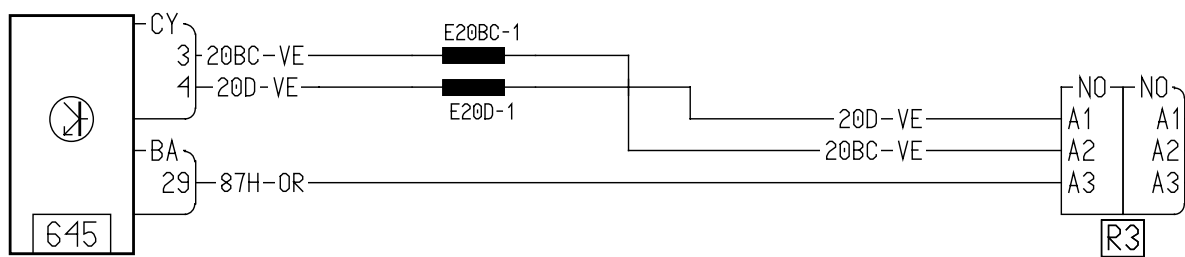 CY
E20BC-1
3 20BC-VE
4 20D-VE
E20D-1
NO NO
20D-VE A1 A1
BA 20BC-VE A2 A2
29 87H-OR A3 A3
645
R3